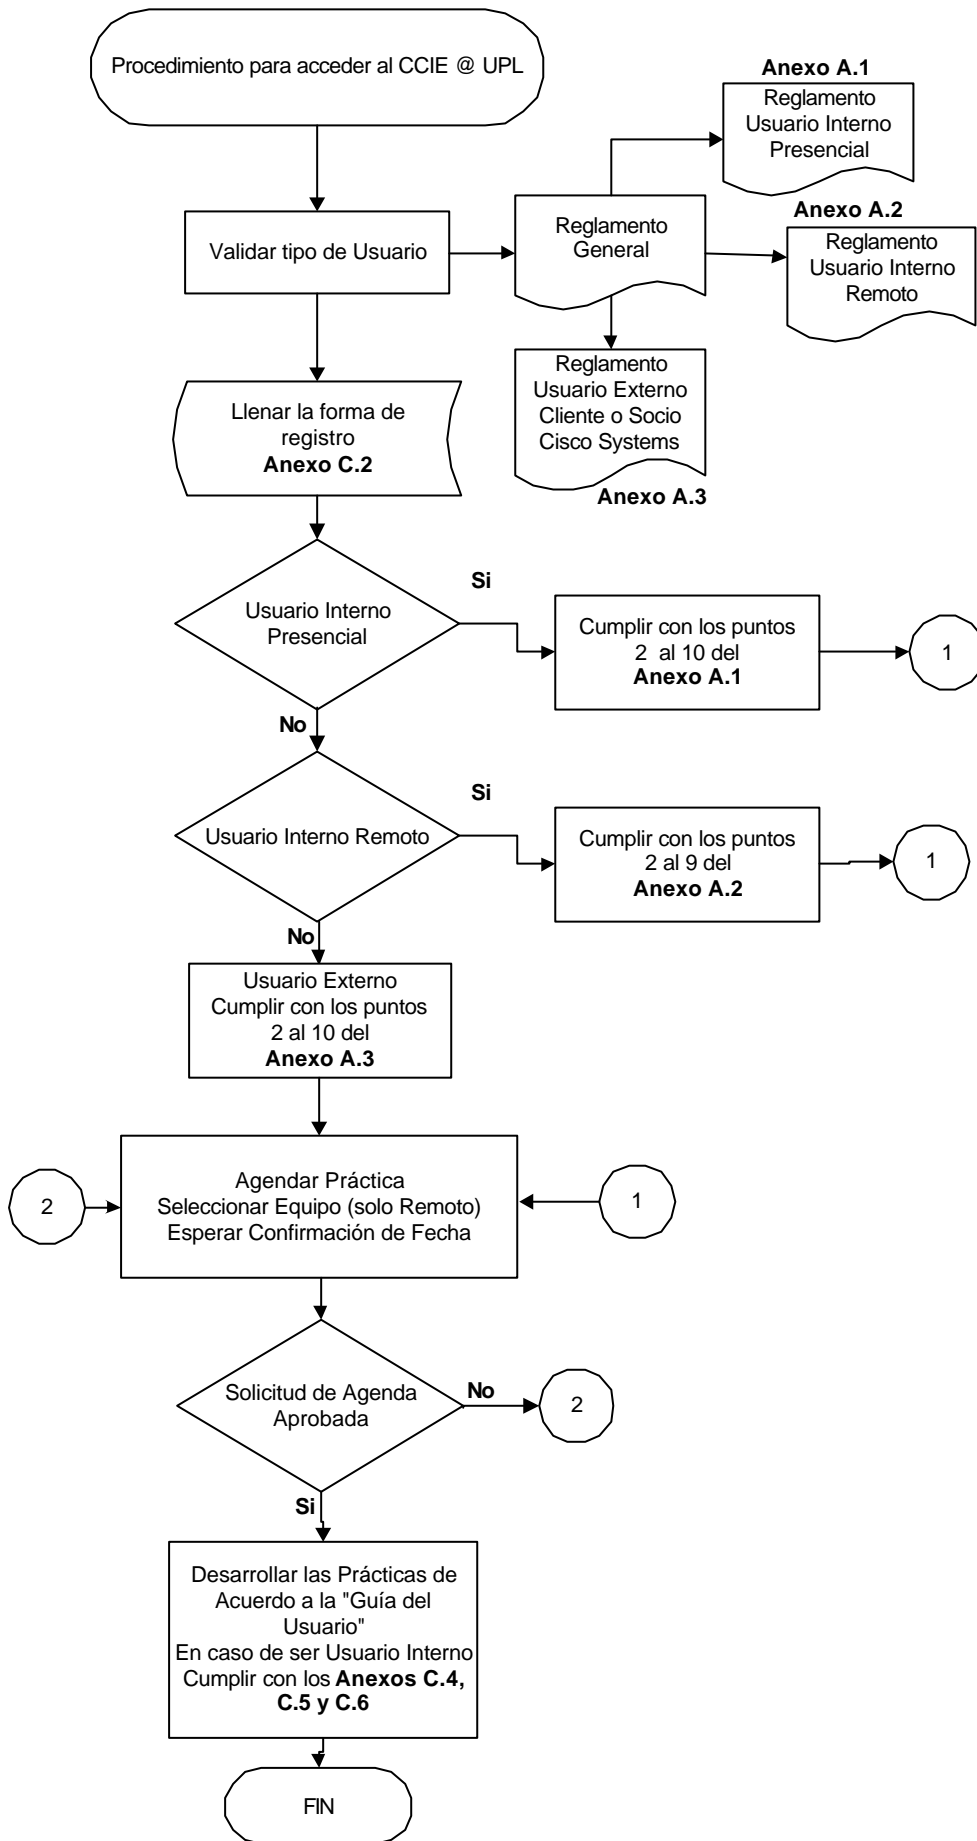 Procedimiento para acceder al CCIE @ UPL
Anexo A.1
Reglamento
Usuario Interno
Presencial
Validar tipo de Usuario
Reglamento
General
Anexo A.2
Reglamento
Usuario Interno
Remoto
Reglamento
Usuario Externo
Cliente o Socio
Cisco Systems
Anexo A.3
Llenar la forma de
registro
Anexo C.2
Usuario Interno
Presencial
Si
Cumplir con los puntos
2 al 10 del
Anexo A.1
1
No
Usuario Interno Remoto
Si
Cumplir con los puntos
2 al 9 del
Anexo A.2
1
No
Usuario Externo
Cumplir con los puntos
2 al 10 del
Anexo A.3
2
Agendar Práctica
Seleccionar Equipo (solo Remoto)
Esperar Confirmación de Fecha
1
Solicitud de Agenda
Aprobada
No
2
Si
Desarrollar las Prácticas de
Acuerdo a la "Guía del
Usuario"
En caso de ser Usuario Interno
Cumplir con los Anexos C.4,
C.5 y C.6
FIN